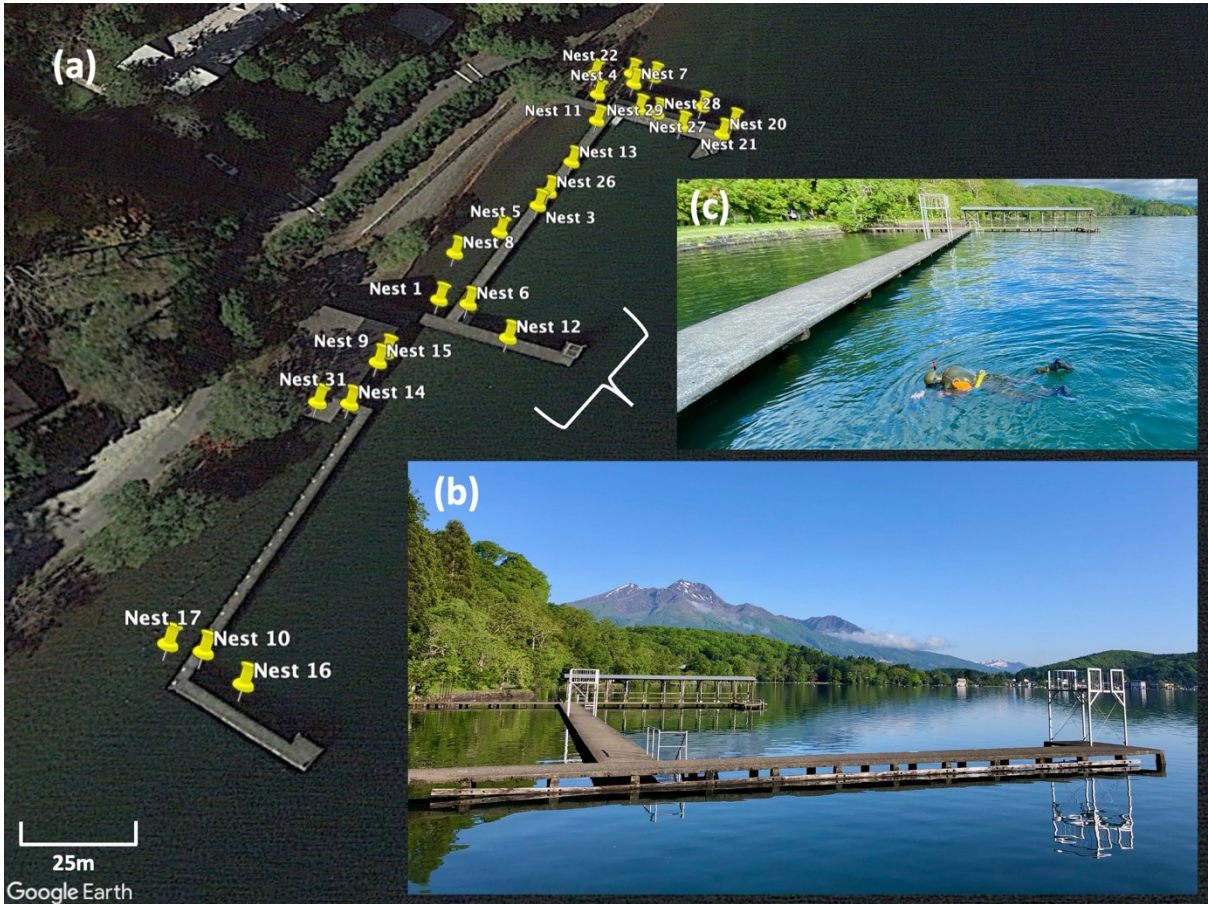 (a)
Nest 22
Nest 4
Nest 7
Nest 11
Nest 29
Nest 28
Nest 27
Nest 20
Nest 21
Nest 13
Nest 26
Nest 3
Nest 5
Nest 8
Nest 1
Nest 6
Nest 12
Nest 9
Nest 15
Nest 31
Nest 14
Nest 17
Nest 10
Nest 16
(c)
(b)
25m
Google Earth